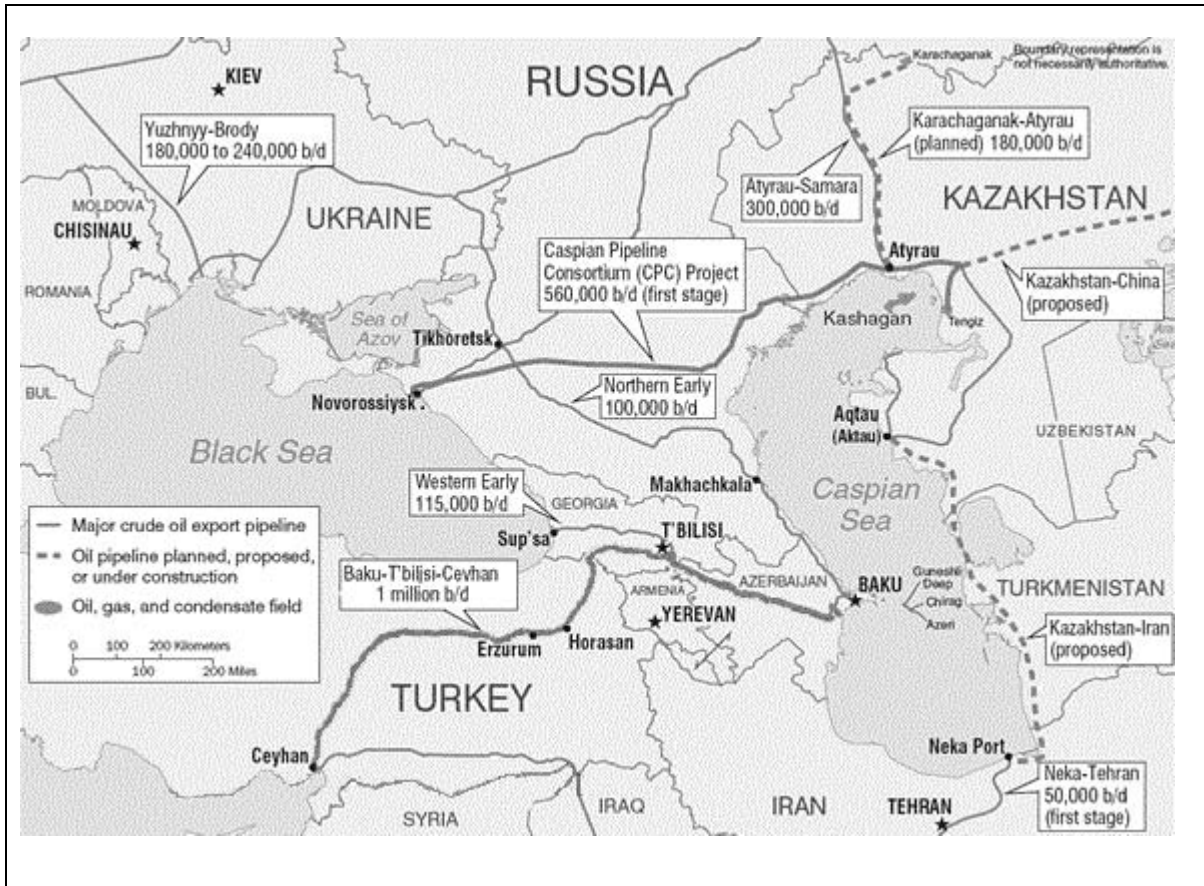 Karachaganak
Boundary representation is
not necessarily authoritative.
KIEV
RUSSIA
Yuzhnyy-Brody
180,000 to 240,000 b/d
Karachaganak-Atyrau
(planned) 180,000 b/d
Atyrau-Samara
300,000 b/d
MOLDOVA
CHISINAU
UKRAINE
KAZAKHSTAN
Caspian Pipeline
Consortium (CPC) Project
560,000 b/d (first stage)
Atyrau
Kazakhstan-China
(proposed)
ROMANIA
Sea of
Azov
Tikhoretsk
Kashagan
Tengiz
Sea
BUL.
Novorossiysk
Northern Early
100,000 b/d
Aqtau
(Aktau)
UZBEKISTAN
Black Sea
Western Early
115,000 b/d
GEORGIA
Makhachkala
Caspian
Sea
Sup'sa
T'BILISI
Major crude oil export pipeline
Oil pipeline planned, proposed,
or under construction
Oil, gas, and condensate field
0 100 200 Kilometers
0 100 200 Miles
Baku-T'biljsi-Cevhan
1 million b/d
ARMENIA
AZERBAIJAN
BAKU
Guneshli
Deep
Chirag
Azeri
TURKMENISTAN
YEREVAN
Erzurum
Horasan
Kazakhstan-Iran
(proposed)
TURKEY
Ceyhan
Neka Port
Neka-Tehran
50,000 b/d
(first stage)
SYRIA
IRAQ
IRAN
TEHRAN